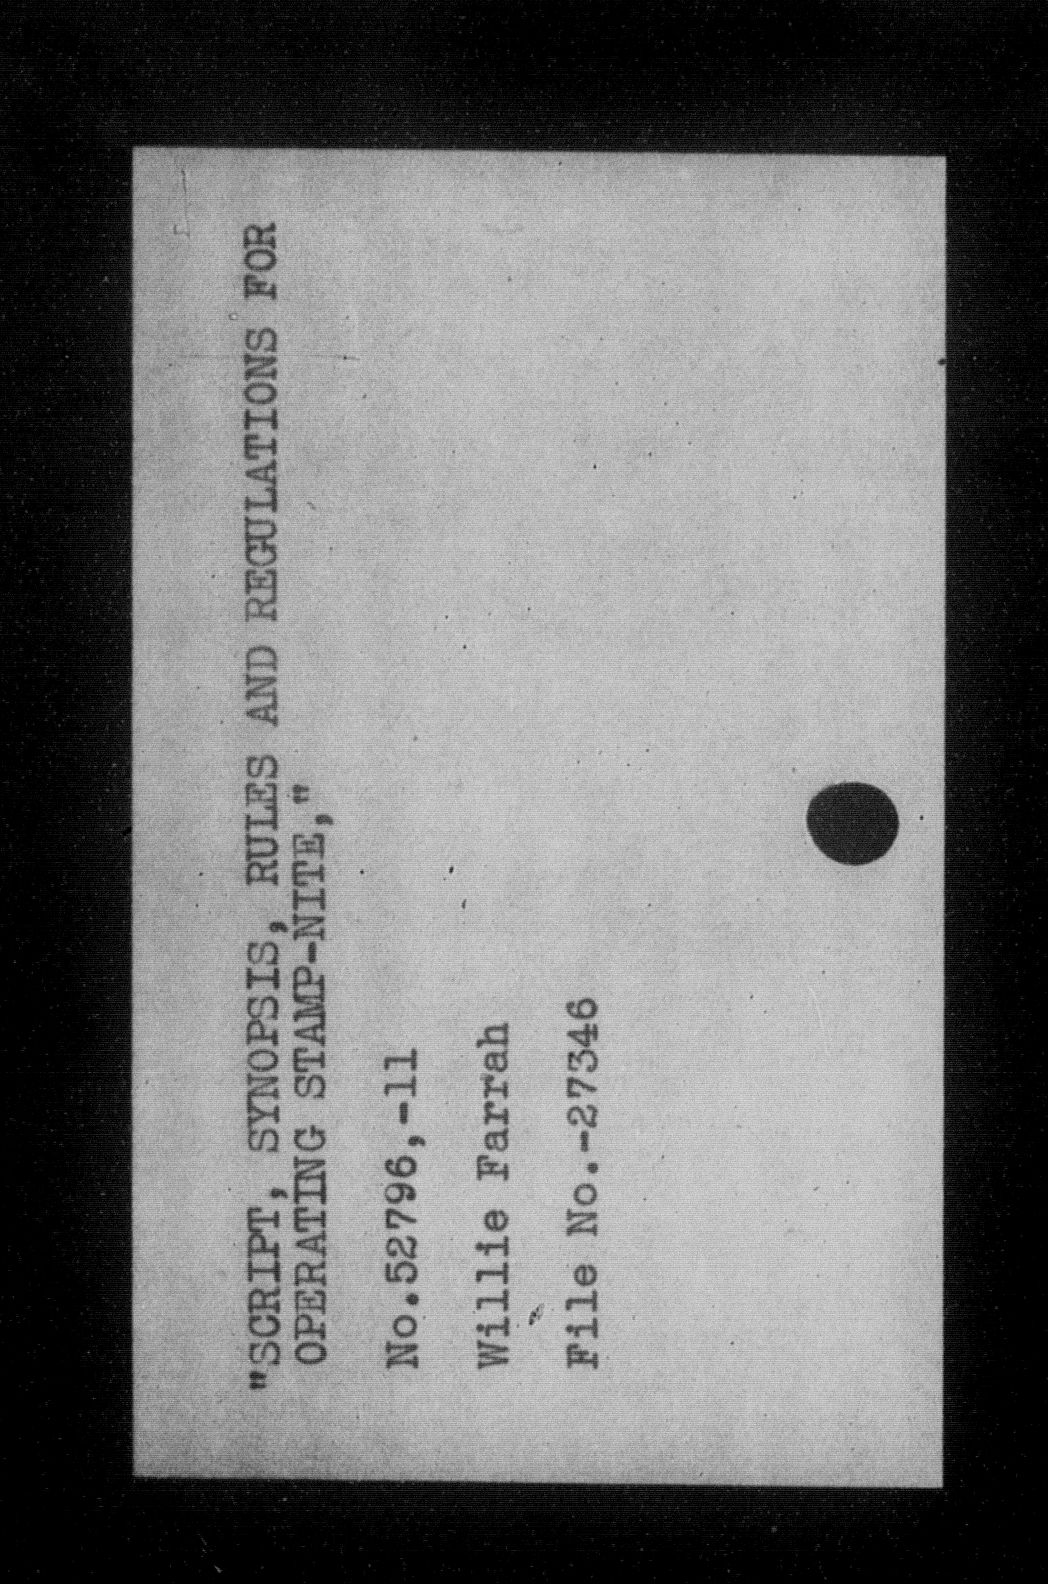 "SCRIPT, SYNOPSIS, RULES AND REGULATIONS FOR
OPERATING STAMP-NITE,"
No.52796,-11
Willie Farrah
File No.-27346